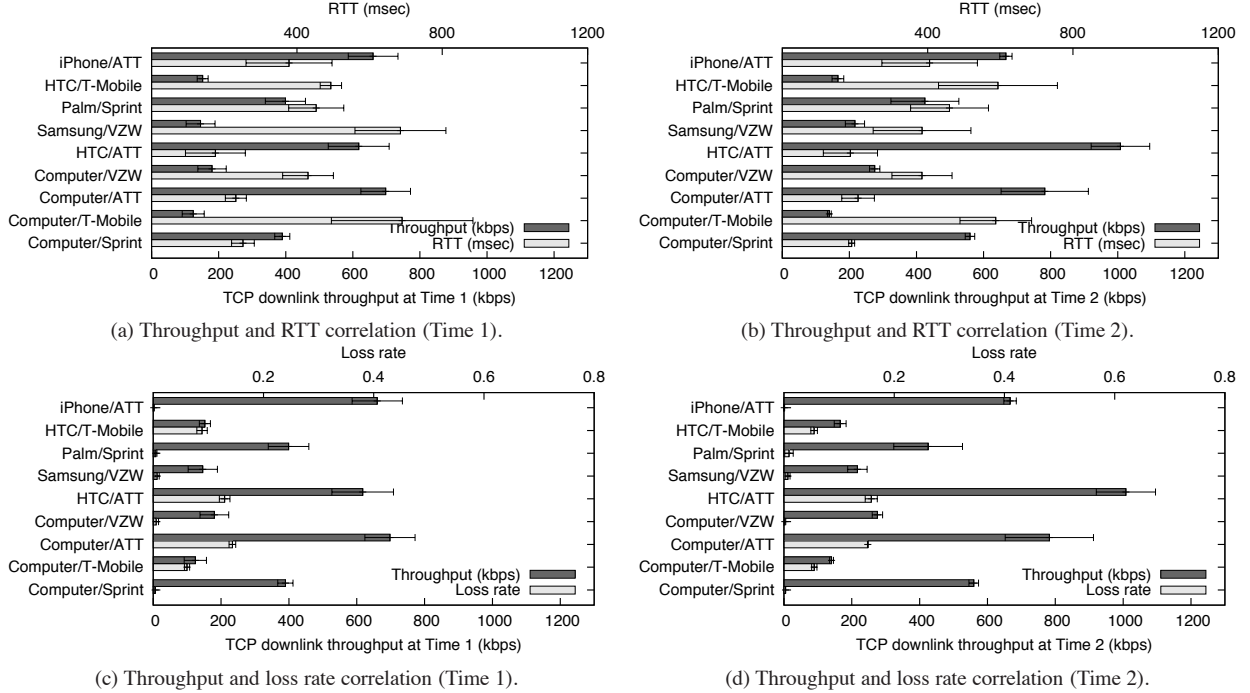 RTT (msec)
0 400 800 1200
iPhone/ATT
HTC/T-Mobile
Palm/Sprint
Samsung/VZW
HTC/ATT
Computer/VZW
Computer/ATT
Computer/T-Mobile
Computer/Sprint
Throughput (kbps)
RTT (msec)
0 200 400 600 800 1000 1200
TCP downlink throughput at Time 1 (kbps)
(a) Throughput and RTT correlation (Time 1).
RTT (msec)
0 400 800 1200
iPhone/ATT
HTC/T-Mobile
Palm/Sprint
Samsung/VZW
HTC/ATT
Computer/VZW
Computer/ATT
Computer/T-Mobile
Computer/Sprint
Throughput (kbps)
RTT (msec)
0 200 400 600 800 1000 1200
TCP downlink throughput at Time 2 (kbps)
(b) Throughput and RTT correlation (Time 2).
Loss rate
0.2 0.4 0.6 0.8
iPhone/ATT
HTC/T-Mobile
Palm/Sprint
Samsung/VZW
HTC/ATT
Computer/VZW
Computer/ATT
Computer/T-Mobile
Computer/Sprint
Throughput (kbps)
Loss rate
0 200 400 600 800 1000 1200
TCP downlink throughput at Time 1 (kbps)
(c) Throughput and loss rate correlation (Time 1).
Loss rate
0.2 0.4 0.6 0.8
iPhone/ATT
HTC/T-Mobile
Palm/Sprint
Samsung/VZW
HTC/ATT
Computer/VZW
Computer/ATT
Computer/T-Mobile
Computer/Sprint
Throughput (kbps)
Loss rate
0 200 400 600 800 1000 1200
TCP downlink throughput at Time 2 (kbps)
(d) Throughput and loss rate correlation (Time 2).